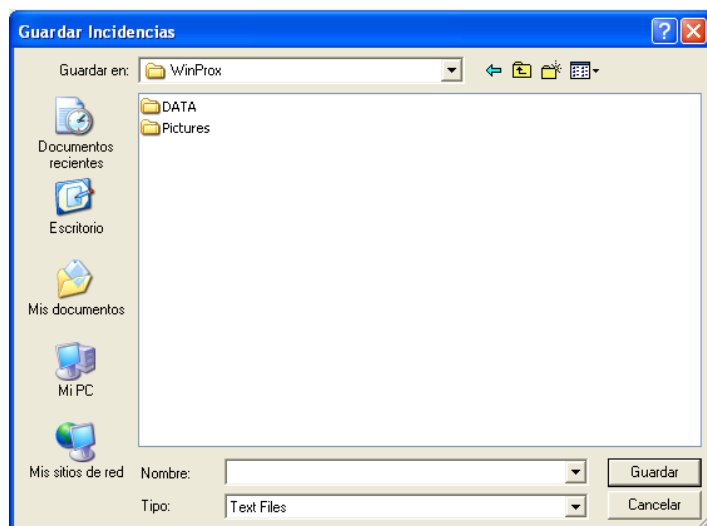 Guardar Incidencias
Guardar en: WinProx
DATA
Pictures
Documentos
recientes
Escritorio
Mis documentos
Mi PC
Mis sitios de red
Nombre:
Guardar
Tipo: Text Files
Cancelar